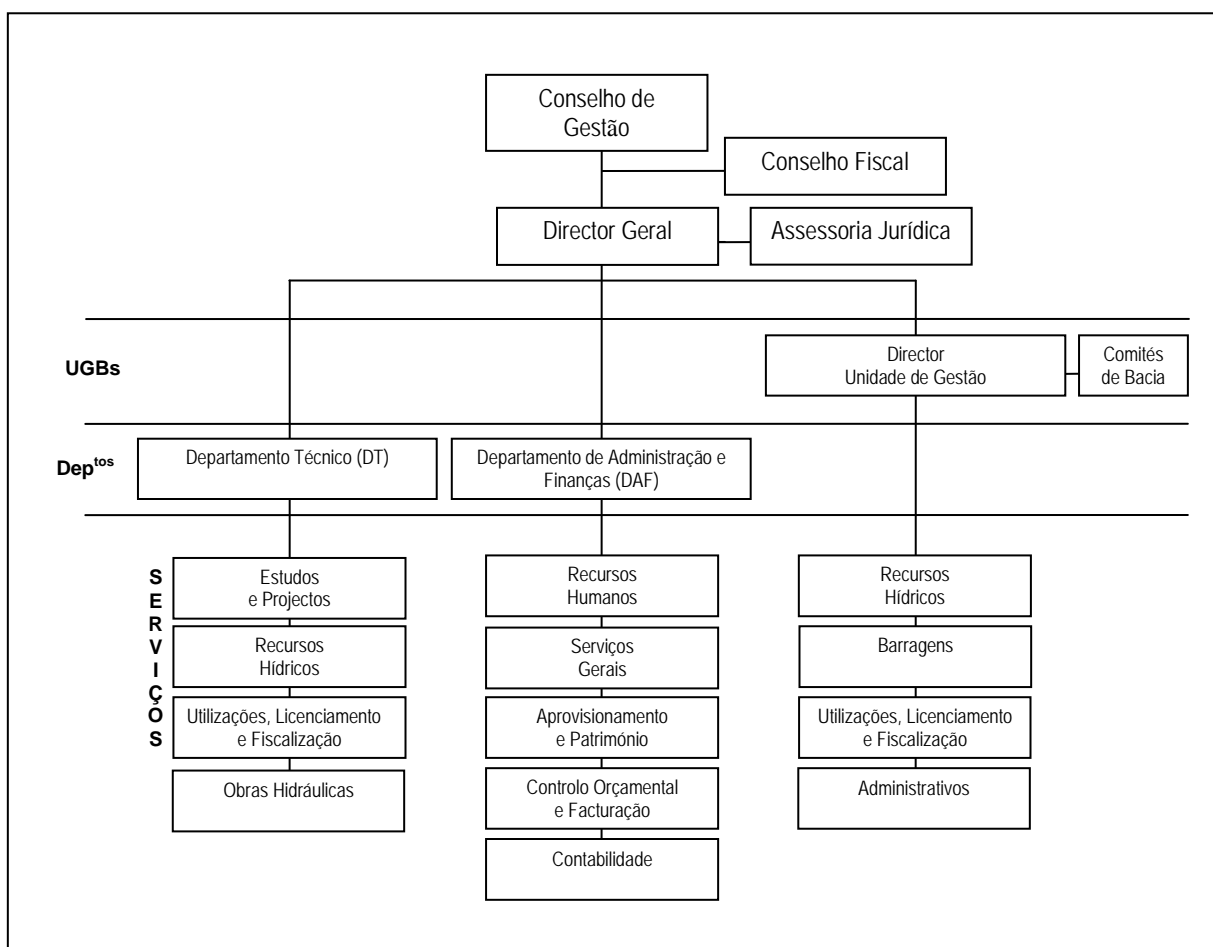 Conselho de
Gestão
Conselho Fiscal
Director Geral
Assessoria Jurídica
UGBs
Director
Unidade de Gestão
Comités
de Bacia
Deptos
Departamento Técnico (DT)
Departamento de Administração e
Finanças (DAF)
SERVIÇOS
Estudos
e Projectos
Recursos
Hídricos
Utilizações, Licenciamento
e Fiscalização
Obras Hidráulicas
Recursos
Humanos
Serviços
Gerais
Aprovisionamento
e Património
Controlo Orçamental
e Facturação
Contabilidade
Recursos
Hídricos
Barragens
Utilizações, Licenciamento
e Fiscalização
Administrativos